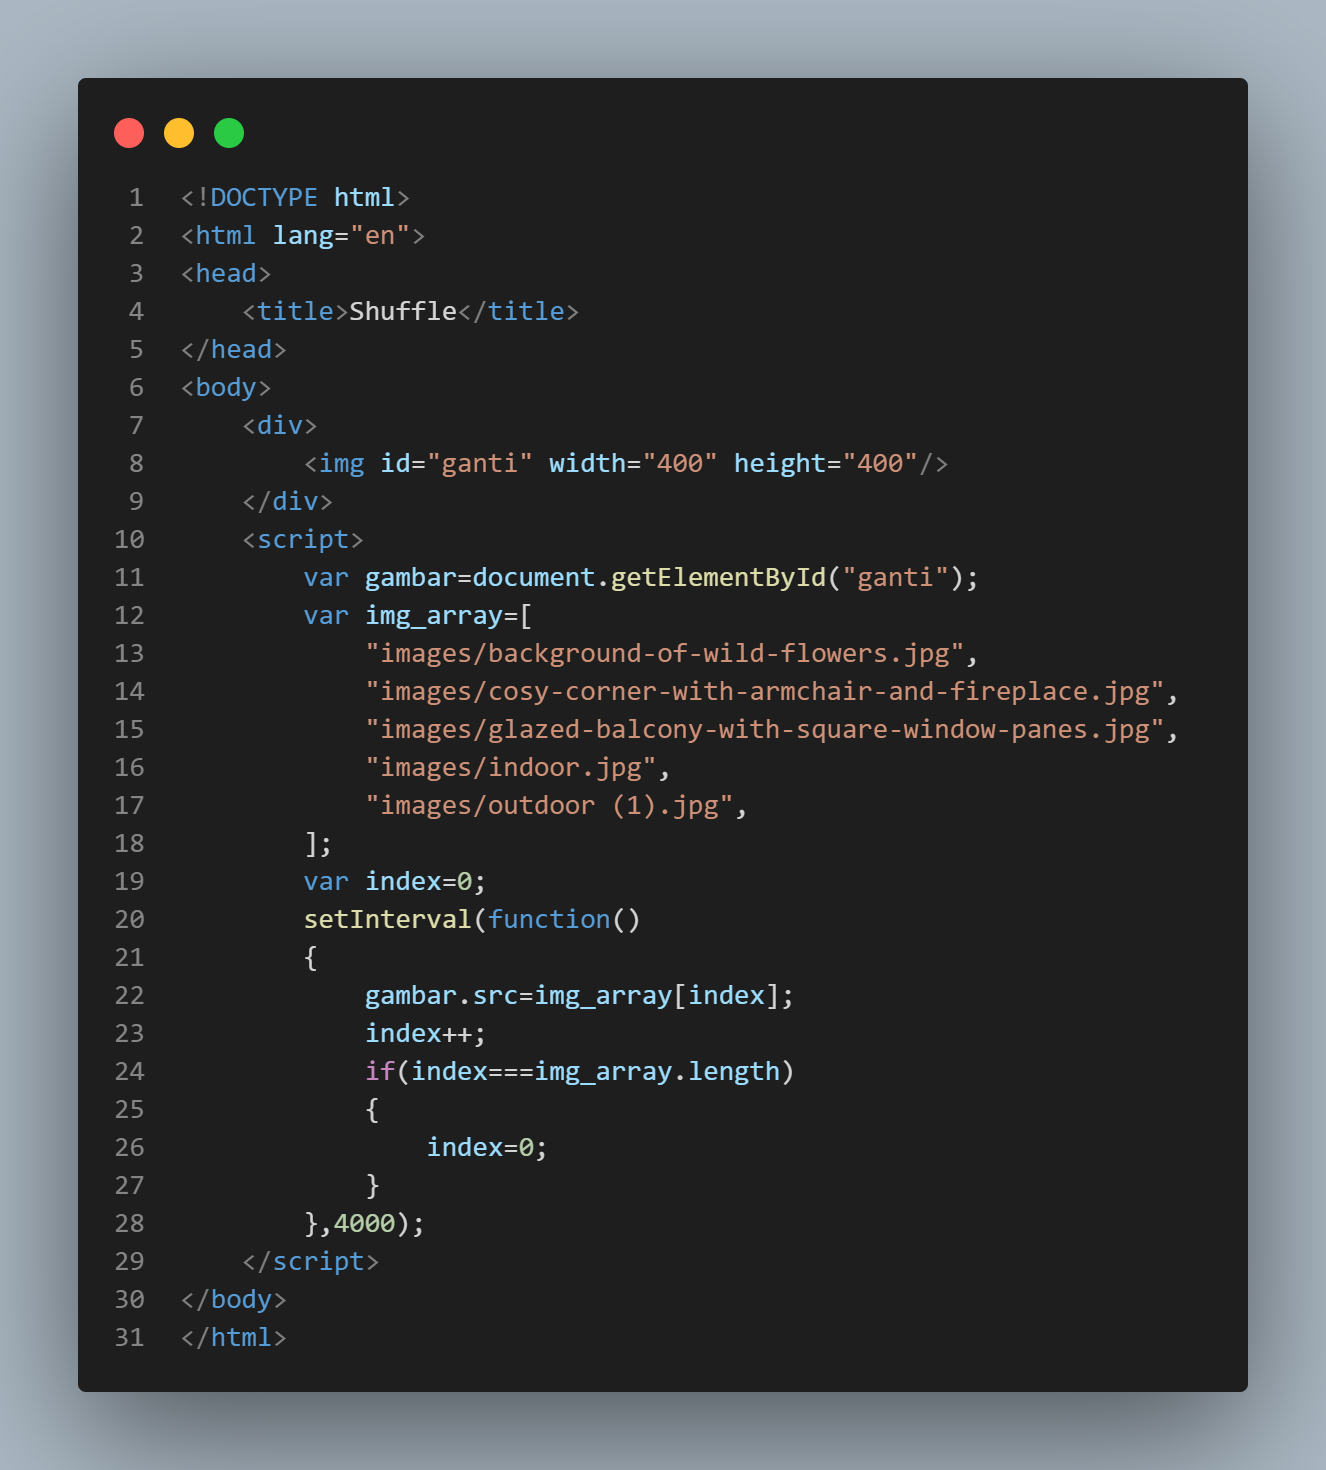 1 <!DOCTYPE html>
2 <html lang="en">
3 <head>
4     <title>Shuffle</title>
5 </head>
6 <body>
7     <div>
8         <img id="ganti" width="400" height="400"/>
9     </div>
10     <script>
11         var gambar=document.getElementById("ganti");
12         var img_array=[
13             "images/background-of-wild-flowers.jpg",
14             "images/cosy-corner-with-armchair-and-fireplace.jpg",
15             "images/glazed-balcony-with-square-window-panes.jpg",
16             "images/indoor.jpg",
17             "images/outdoor (1).jpg",
18         ];
19         var index=0;
20         setInterval(function()
21         {
22             gambar.src=img_array[index];
23             index++;
24             if(index===img_array.length)
25             {
26                 index=0;
27             }
28         },4000);
29     </script>
30 </body>
31 </html>